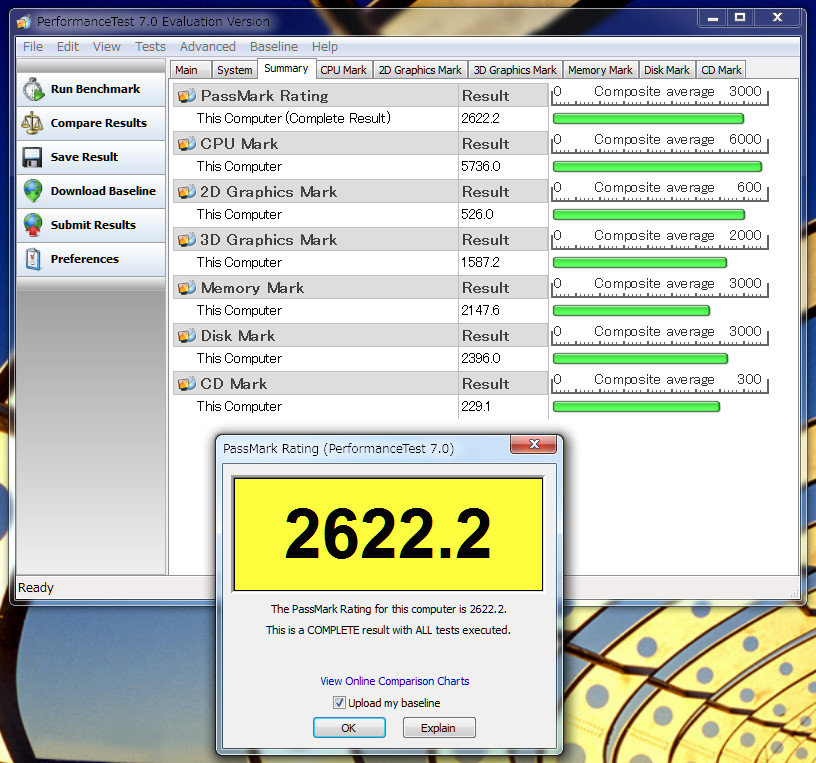 PerformanceTest 7.0 Evaluation Version
File Edit View Tests Advanced Baseline Help
Run Benchmark
Compare Results
Save Result
Download Baseline
Submit Results
Preferences
Main System Summary CPU Mark 2D Graphics Mark 3D Graphics Mark Memory Mark Disk Mark CD Mark
PassMark Rating Result 0 Composite average 3000
This Computer (Complete Result) 2622.2
CPU Mark Result 0 Composite average 6000
This Computer 5736.0
2D Graphics Mark Result 0 Composite average 600
This Computer 526.0
3D Graphics Mark Result 0 Composite average 2000
This Computer 1587.2
Memory Mark Result 0 Composite average 3000
This Computer 2147.6
Disk Mark Result 0 Composite average 3000
This Computer 2396.0
CD Mark Result 0 Composite average 300
This Computer 229.1
Ready
PassMark Rating (PerformanceTest 7.0)
2622.2
The PassMark Rating for this computer is 2622.2.
This is a COMPLETE result with ALL tests executed.
View Online Comparison Charts
Upload my baseline
OK Explain